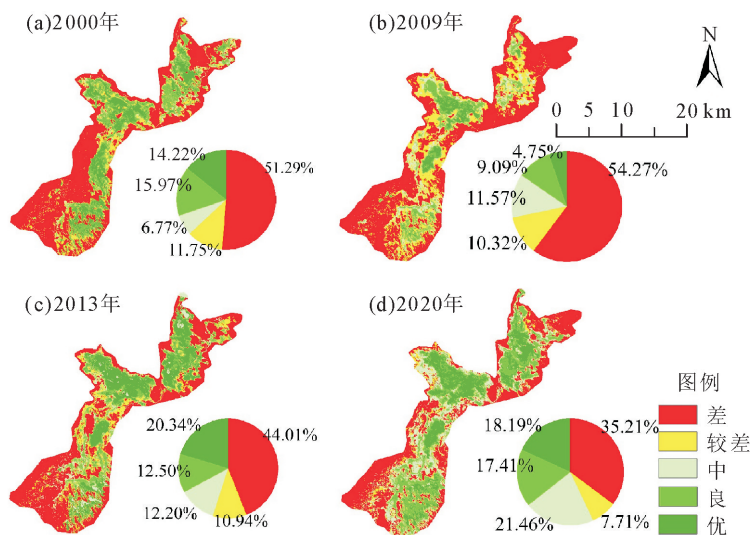 (a)2000年
14.22%
51.29%
15.97%
6.77%
11.75%
(b)2009年
N
0 5 10 20 km
4.75%
9.09%
54.27%
11.57%
10.32%
(c)2013年
20.34%
44.01%
12.50%
12.20%
10.94%
(d)2020年
18.19%
35.21%
17.41%
21.46%
7.71%
图例
差
较差
中
良
优